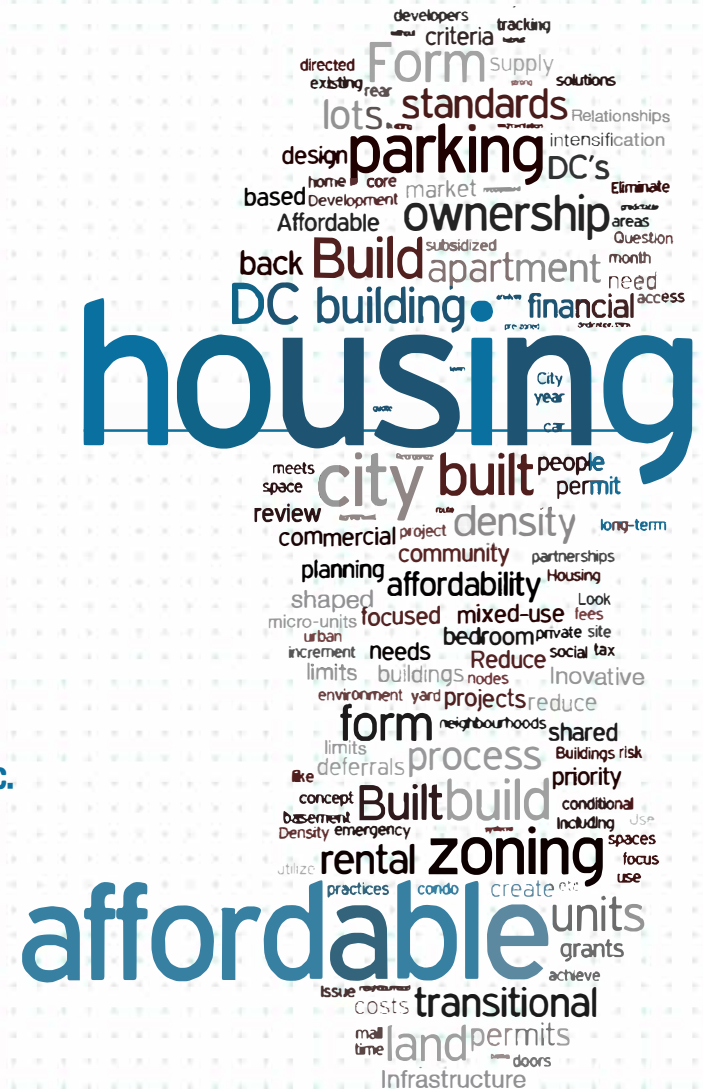 developers tracking
criteria
directed Form supply
existing rear solutions
lots. standards Relationships
design parking intensification
DC's
home core market Eliminate
based Development ownership areas
Affordable Question
back Build subsidized month
apartment need
DC building financial access
housing
City
year
car
meets city built people
space permit
review density long-term
commercial project
community partnerships
planning affordability Housing
shaped Look
micro-units focused mixed-use fees
urban bedroom private site
increment needs Reduce social tax
limits buildings nodes Inovative
environment yard projects reduce
form neighbourhoods shared
limits process Buildings risk
deferrals priority
like
c.
concept Built build conditional
basement Including Use
Density emergency zoning spaces
utilize rental focus
use
practices condo create etc
affordable units
grants
achieve
Issue costs transitional
mall land permits
time doors
Infrastructure